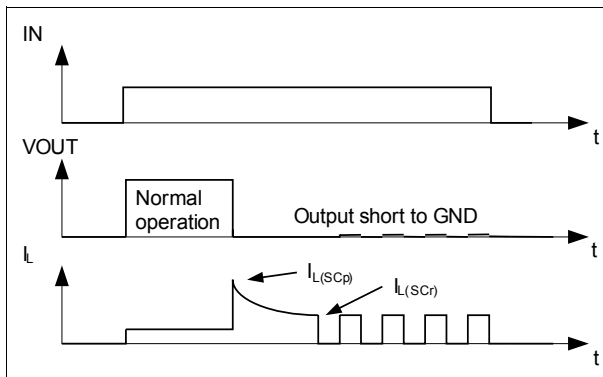 IN
t
VOUT
Normal
operation
Output short to GND
t
IL
IL(SCp)
IL(SCr)
t